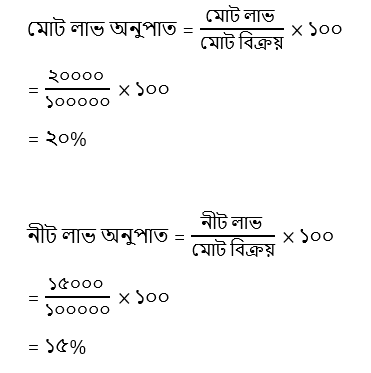 মোট লাভ অনুপাত = মোট লাভ / মোট বিক্রয় × ১০০
= ২০০০০ / ১০০০০০ × ১০০
= ২০%
নীট লাভ অনুপাত = নীট লাভ / মোট বিক্রয় × ১০০
= ১৫০০০ / ১০০০০০ × ১০০
= ১৫%